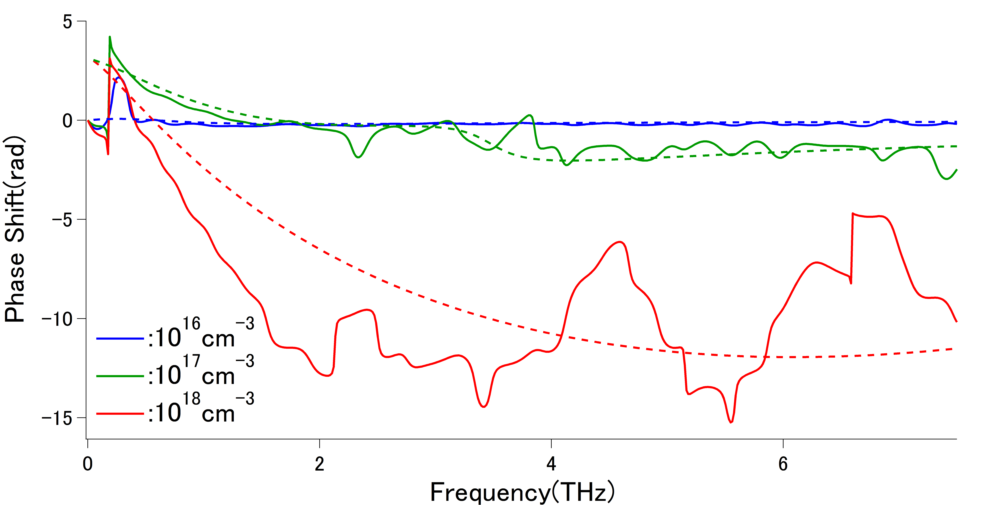 5
0
−5
−10
−15
Phase Shift(rad)
:10¹⁶cm⁻³
:10¹⁷cm⁻³
:10¹⁸cm⁻³
0 2 4 6
Frequency(THz)